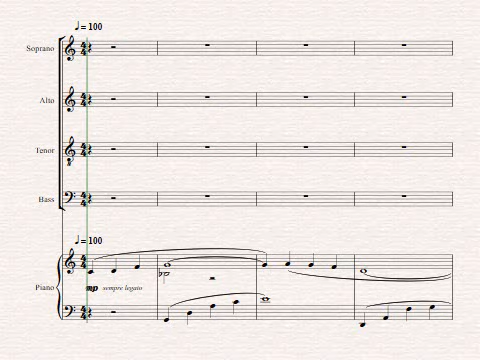 ♩ = 100
Soprano
Alto
Tenor
Bass
♩ = 100
Piano
mp sempre legato